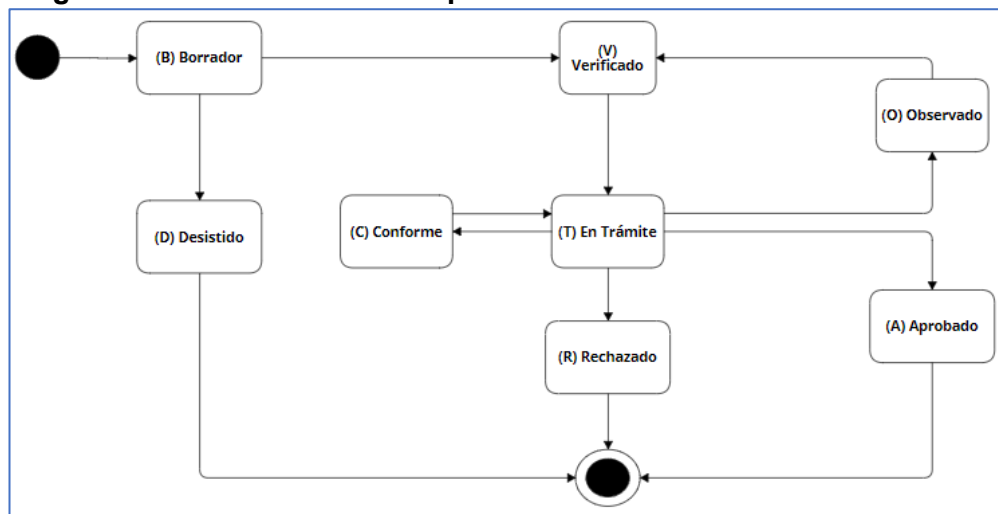 (B) Borrador
(V)
Verificado
(O) Observado
(D) Desistido
(C) Conforme
(T) En Trámite
(A) Aprobado
(R) Rechazado